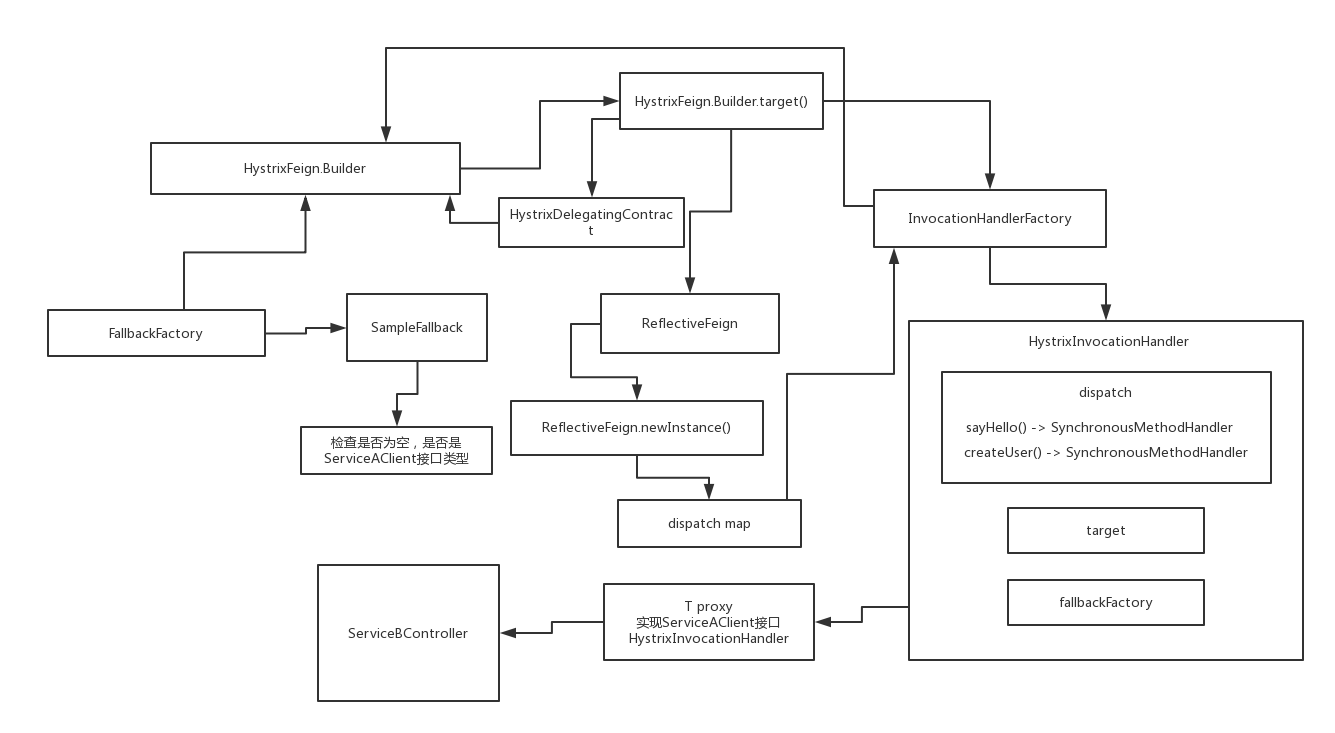 HystrixFeign.Builder.target()
HystrixFeign.Builder
HystrixDelegatingContrac
t
InvocationHandlerFactory
FallbackFactory
SampleFallback
ReflectiveFeign
检查是否为空，是否是
ServiceAClient接口类型
ReflectiveFeign.newInstance()
dispatch map
HystrixInvocationHandler
dispatch
sayHello() -> SynchronousMethodHandler
createUser() -> SynchronousMethodHandler
target
fallbackFactory
T proxy
实现ServiceAClient接口
HystrixInvocationHandler
ServiceBController